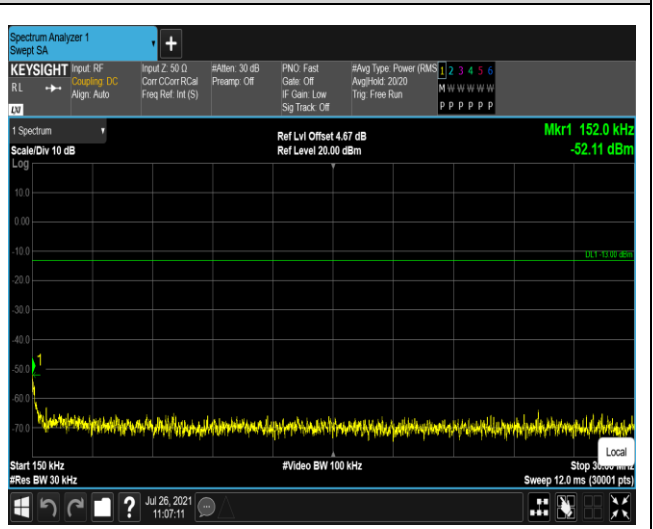 Spectrum Analyzer 1
Swept SA
+
KEYSIGHT Input: RF Input Z: 50 Ω #Atten: 30 dB PNO: Fast #Avg Type: Power (RMS 1 2 3 4 5 6
RL Coupling: DC Corr CCorr RCal Preamp: Off Gate: Off Avg|Hold: 20/20 M W W W W W
Align: Auto Freq Ref: Int (S) IF Gain: Low Trig: Free Run
Sig Track: Off P P P P P P
LXI
1 Spectrum
Ref Lvl Offset 4.67 dB Mkr1 152.0 kHz
Scale/Div 10 dB Ref Level 20.00 dBm -52.11 dBm
Log
10.0
0.00
-10.0
DL1 -13.00 dBm
-20.0
-30.0
-40.0
1
-50.0
-60.0
-70.0
Local
Start 150 kHz #Video BW 100 kHz Stop 30.00 MHz
#Res BW 30 kHz Sweep 12.0 ms (30001 pts)
? Jul 26, 2021
11:07:11